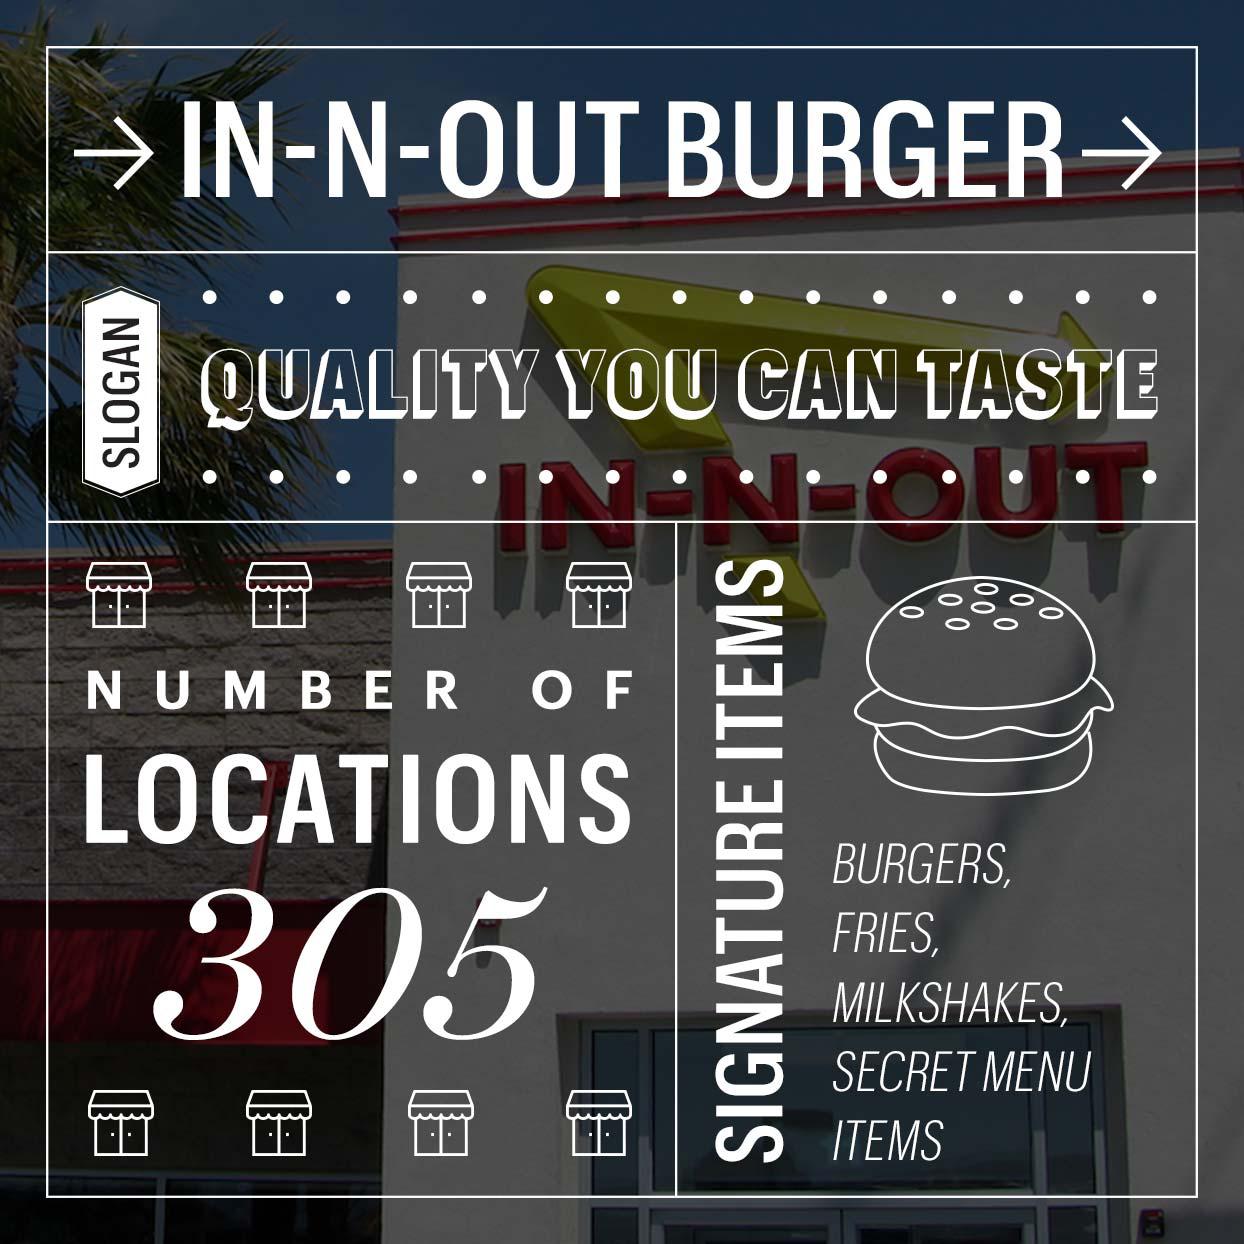 IN-N-OUT BURGER
SLOGAN
QUALITY YOU CAN TASTE
IN-N-OUT
NUMBER OF
LOCATIONS
305
SIGNATURE ITEMS
BURGERS,
FRIES,
MILKSHAKES,
SECRET MENU
ITEMS